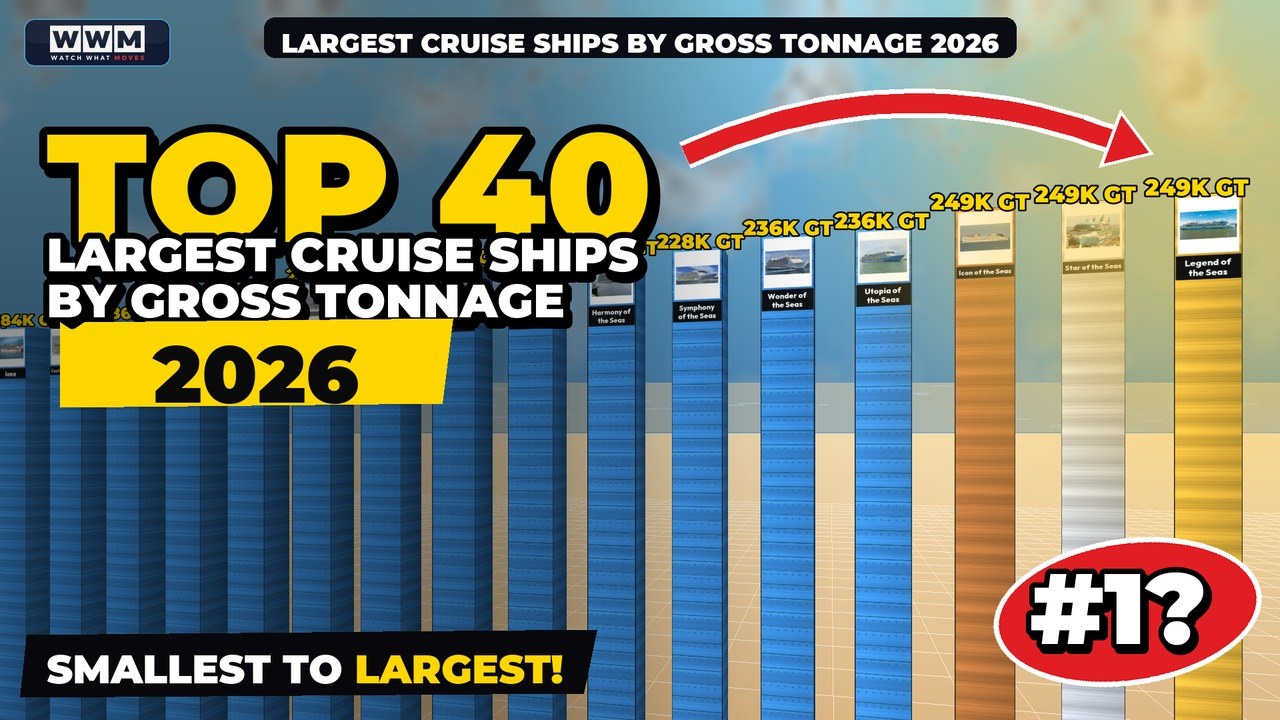 WWM
WATCH WHAT MOVES
LARGEST CRUISE SHIPS BY GROSS TONNAGE 2026
TOP 40
LARGEST CRUISE SHIPS
BY GROSS TONNAGE
2026
228K GT
236K GT
236K GT
249K GT
249K GT
249K GT
Harmony of
the Seas
Symphony
of the Seas
Wonder of
the Seas
Utopia of
the Seas
Icon of the Seas
Star of the Seas
Legend of
the Seas
#1?
SMALLEST TO LARGEST!